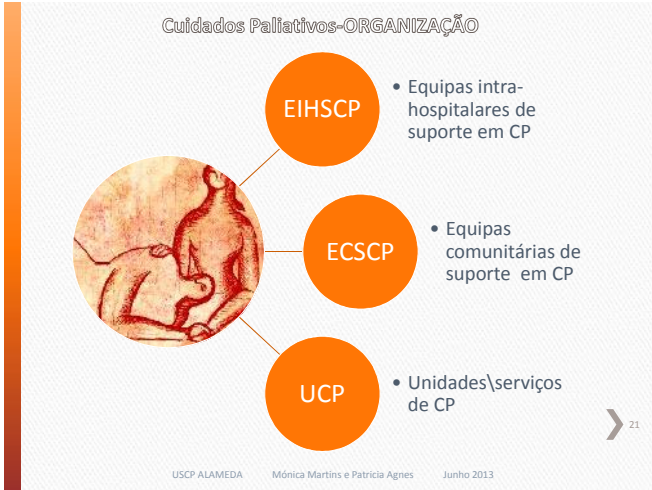 Cuidados Paliativos-ORGANIZAÇÃO
EIHSCP
• Equipas intra-
hospitalares de
suporte em CP
ECSCP
• Equipas
comunitárias de
suporte em CP
UCP
• Unidades\serviços
de CP
21
USCP ALAMEDA Mónica Martins e Patricia Agnes Junho 2013